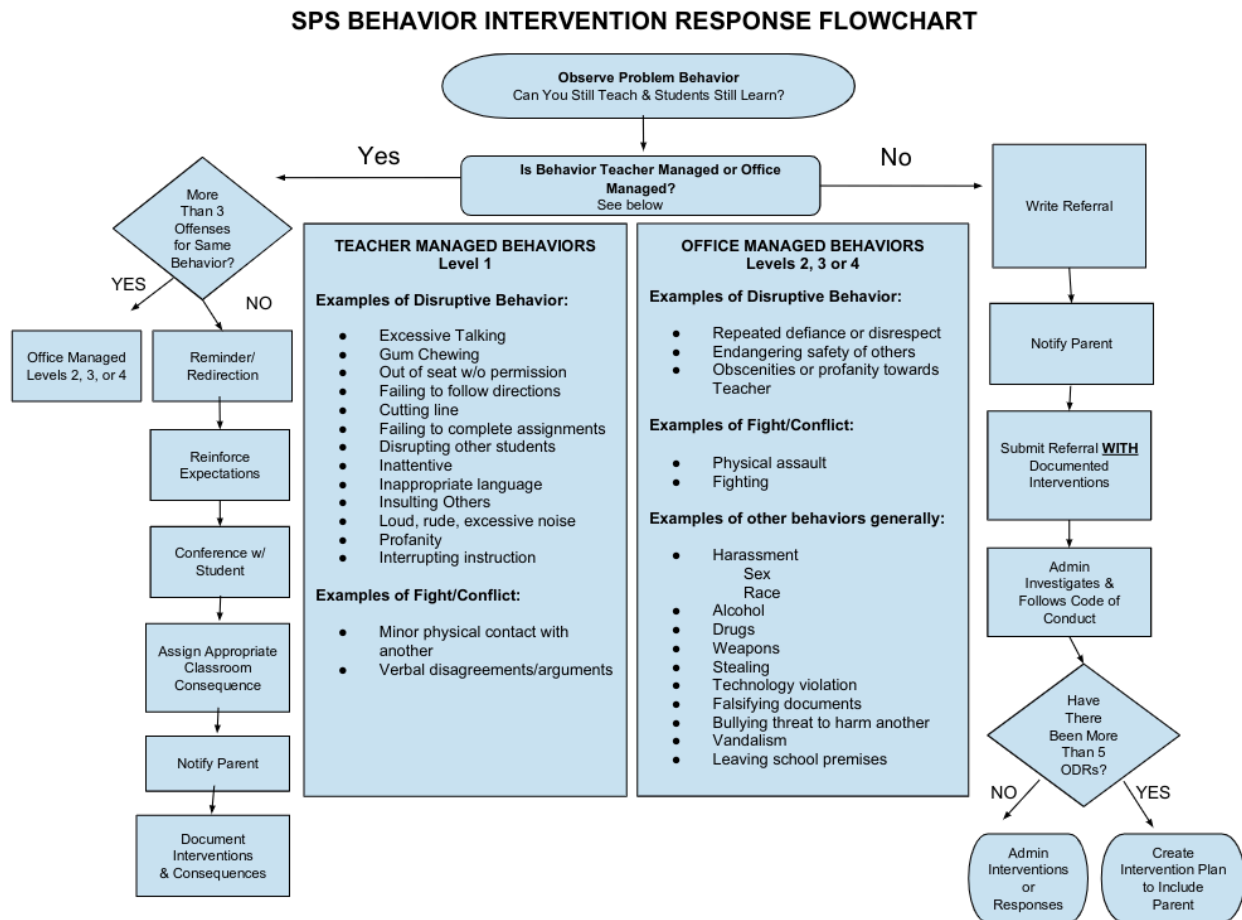 SPS BEHAVIOR INTERVENTION RESPONSE FLOWCHART
Observe Problem Behavior
Can You Still Teach & Students Still Learn?
Yes
No
Is Behavior Teacher Managed or Office
Managed?
See below
More
Than 3
Offenses
for Same
Behavior?
YES
NO
Office Managed
Levels 2, 3, or 4
Reminder/
Redirection
Reinforce
Expectations
Conference w/
Student
Assign Appropriate
Classroom
Consequence
Notify Parent
Document
Interventions
& Consequences
TEACHER MANAGED BEHAVIORS
Level 1
Examples of Disruptive Behavior:
● Excessive Talking
● Gum Chewing
● Out of seat w/o permission
● Failing to follow directions
● Cutting line
● Failing to complete assignments
● Disrupting other students
● Inattentive
● Inappropriate language
● Insulting Others
● Loud, rude, excessive noise
● Profanity
● Interrupting instruction
Examples of Fight/Conflict:
● Minor physical contact with
another
● Verbal disagreements/arguments
OFFICE MANAGED BEHAVIORS
Levels 2, 3 or 4
Examples of Disruptive Behavior:
● Repeated defiance or disrespect
● Endangering safety of others
● Obscenities or profanity towards
Teacher
Examples of Fight/Conflict:
● Physical assault
● Fighting
Examples of other behaviors generally:
● Harassment
Sex
Race
● Alcohol
● Drugs
● Weapons
● Stealing
● Technology violation
● Falsifying documents
● Bullying threat to harm another
● Vandalism
● Leaving school premises
Write Referral
Notify Parent
Submit Referral WITH
Documented
Interventions
Admin
Investigates &
Follows Code of
Conduct
Have
There
Been More
Than 5
ODRs?
NO
YES
Admin
Interventions
or
Responses
Create
Intervention Plan
to Include
Parent